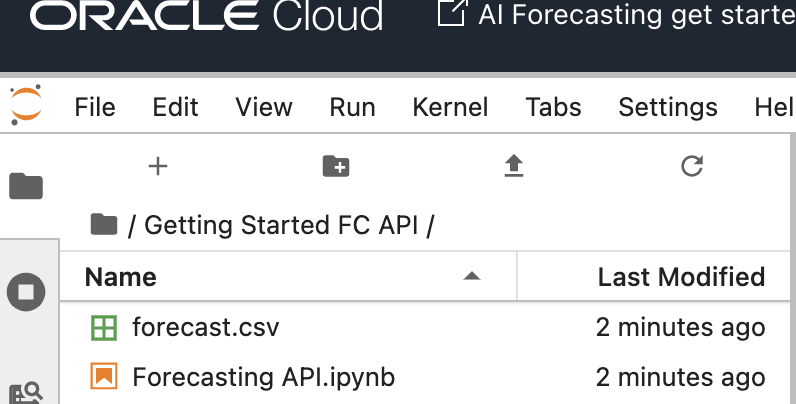 ORACLE Cloud
AI Forecasting get starte
File Edit View Run Kernel Tabs Settings Hel
/ Getting Started FC API /
Name Last Modified
forecast.csv 2 minutes ago
Forecasting API.ipynb 2 minutes ago